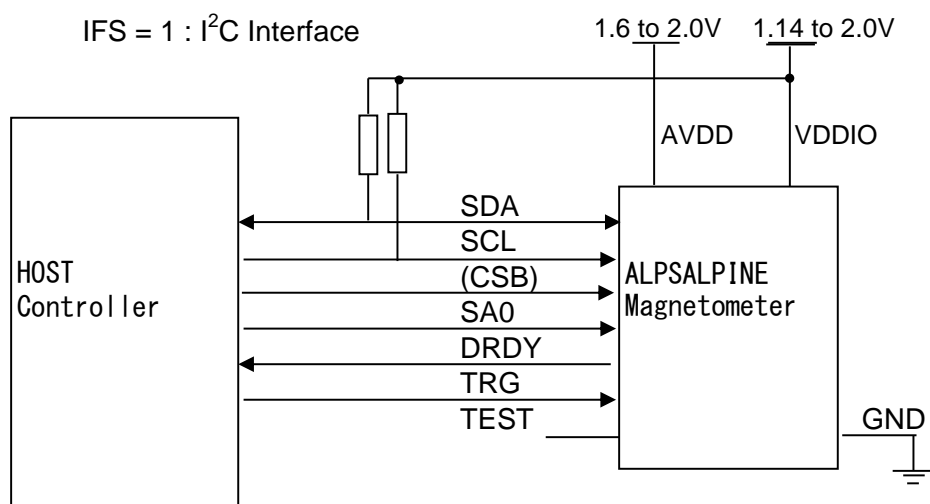 IFS = 1 : I²C Interface
1.6 to 2.0V
1.14 to 2.0V
AVDD
VDDIO
HOST
Controller
SDA
SCL
(CSB)
SA0
DRDY
TRG
TEST
ALPSALPINE
Magnetometer
GND